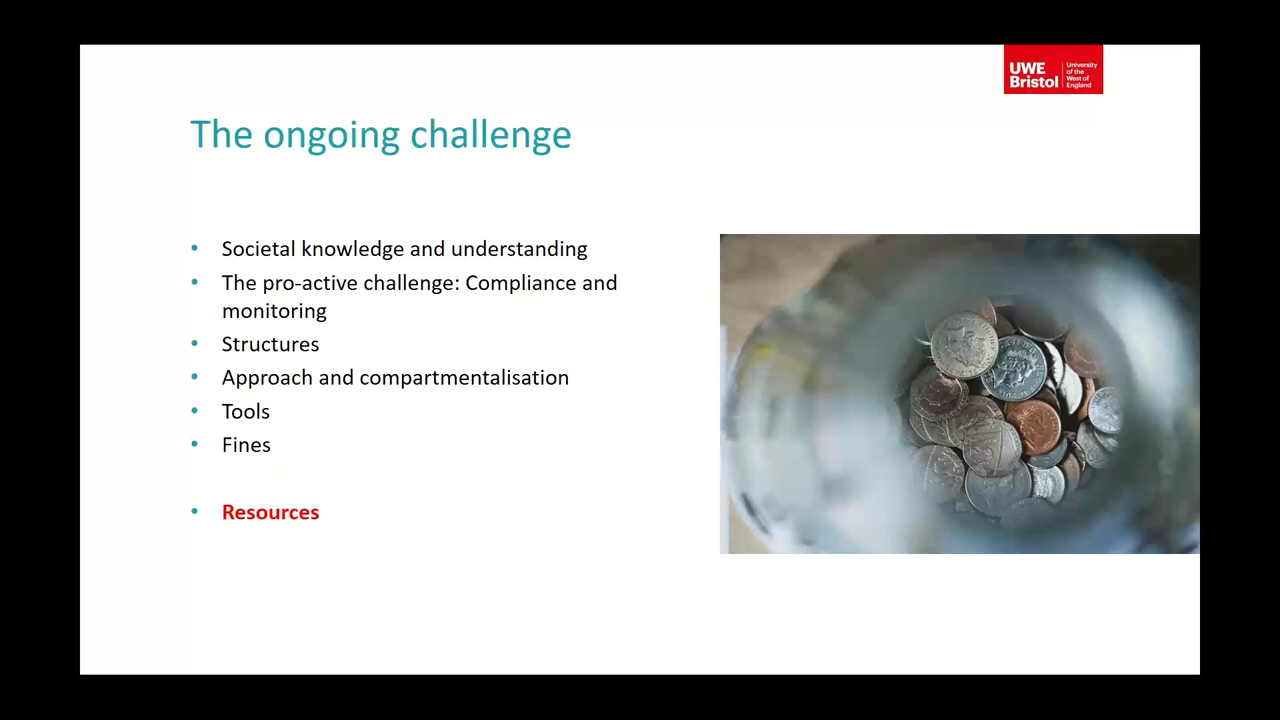 UWE
Bristol
University
of the
West of
England
The ongoing challenge
• Societal knowledge and understanding
• The pro-active challenge: Compliance and
monitoring
• Structures
• Approach and compartmentalisation
• Tools
• Fines
• Resources